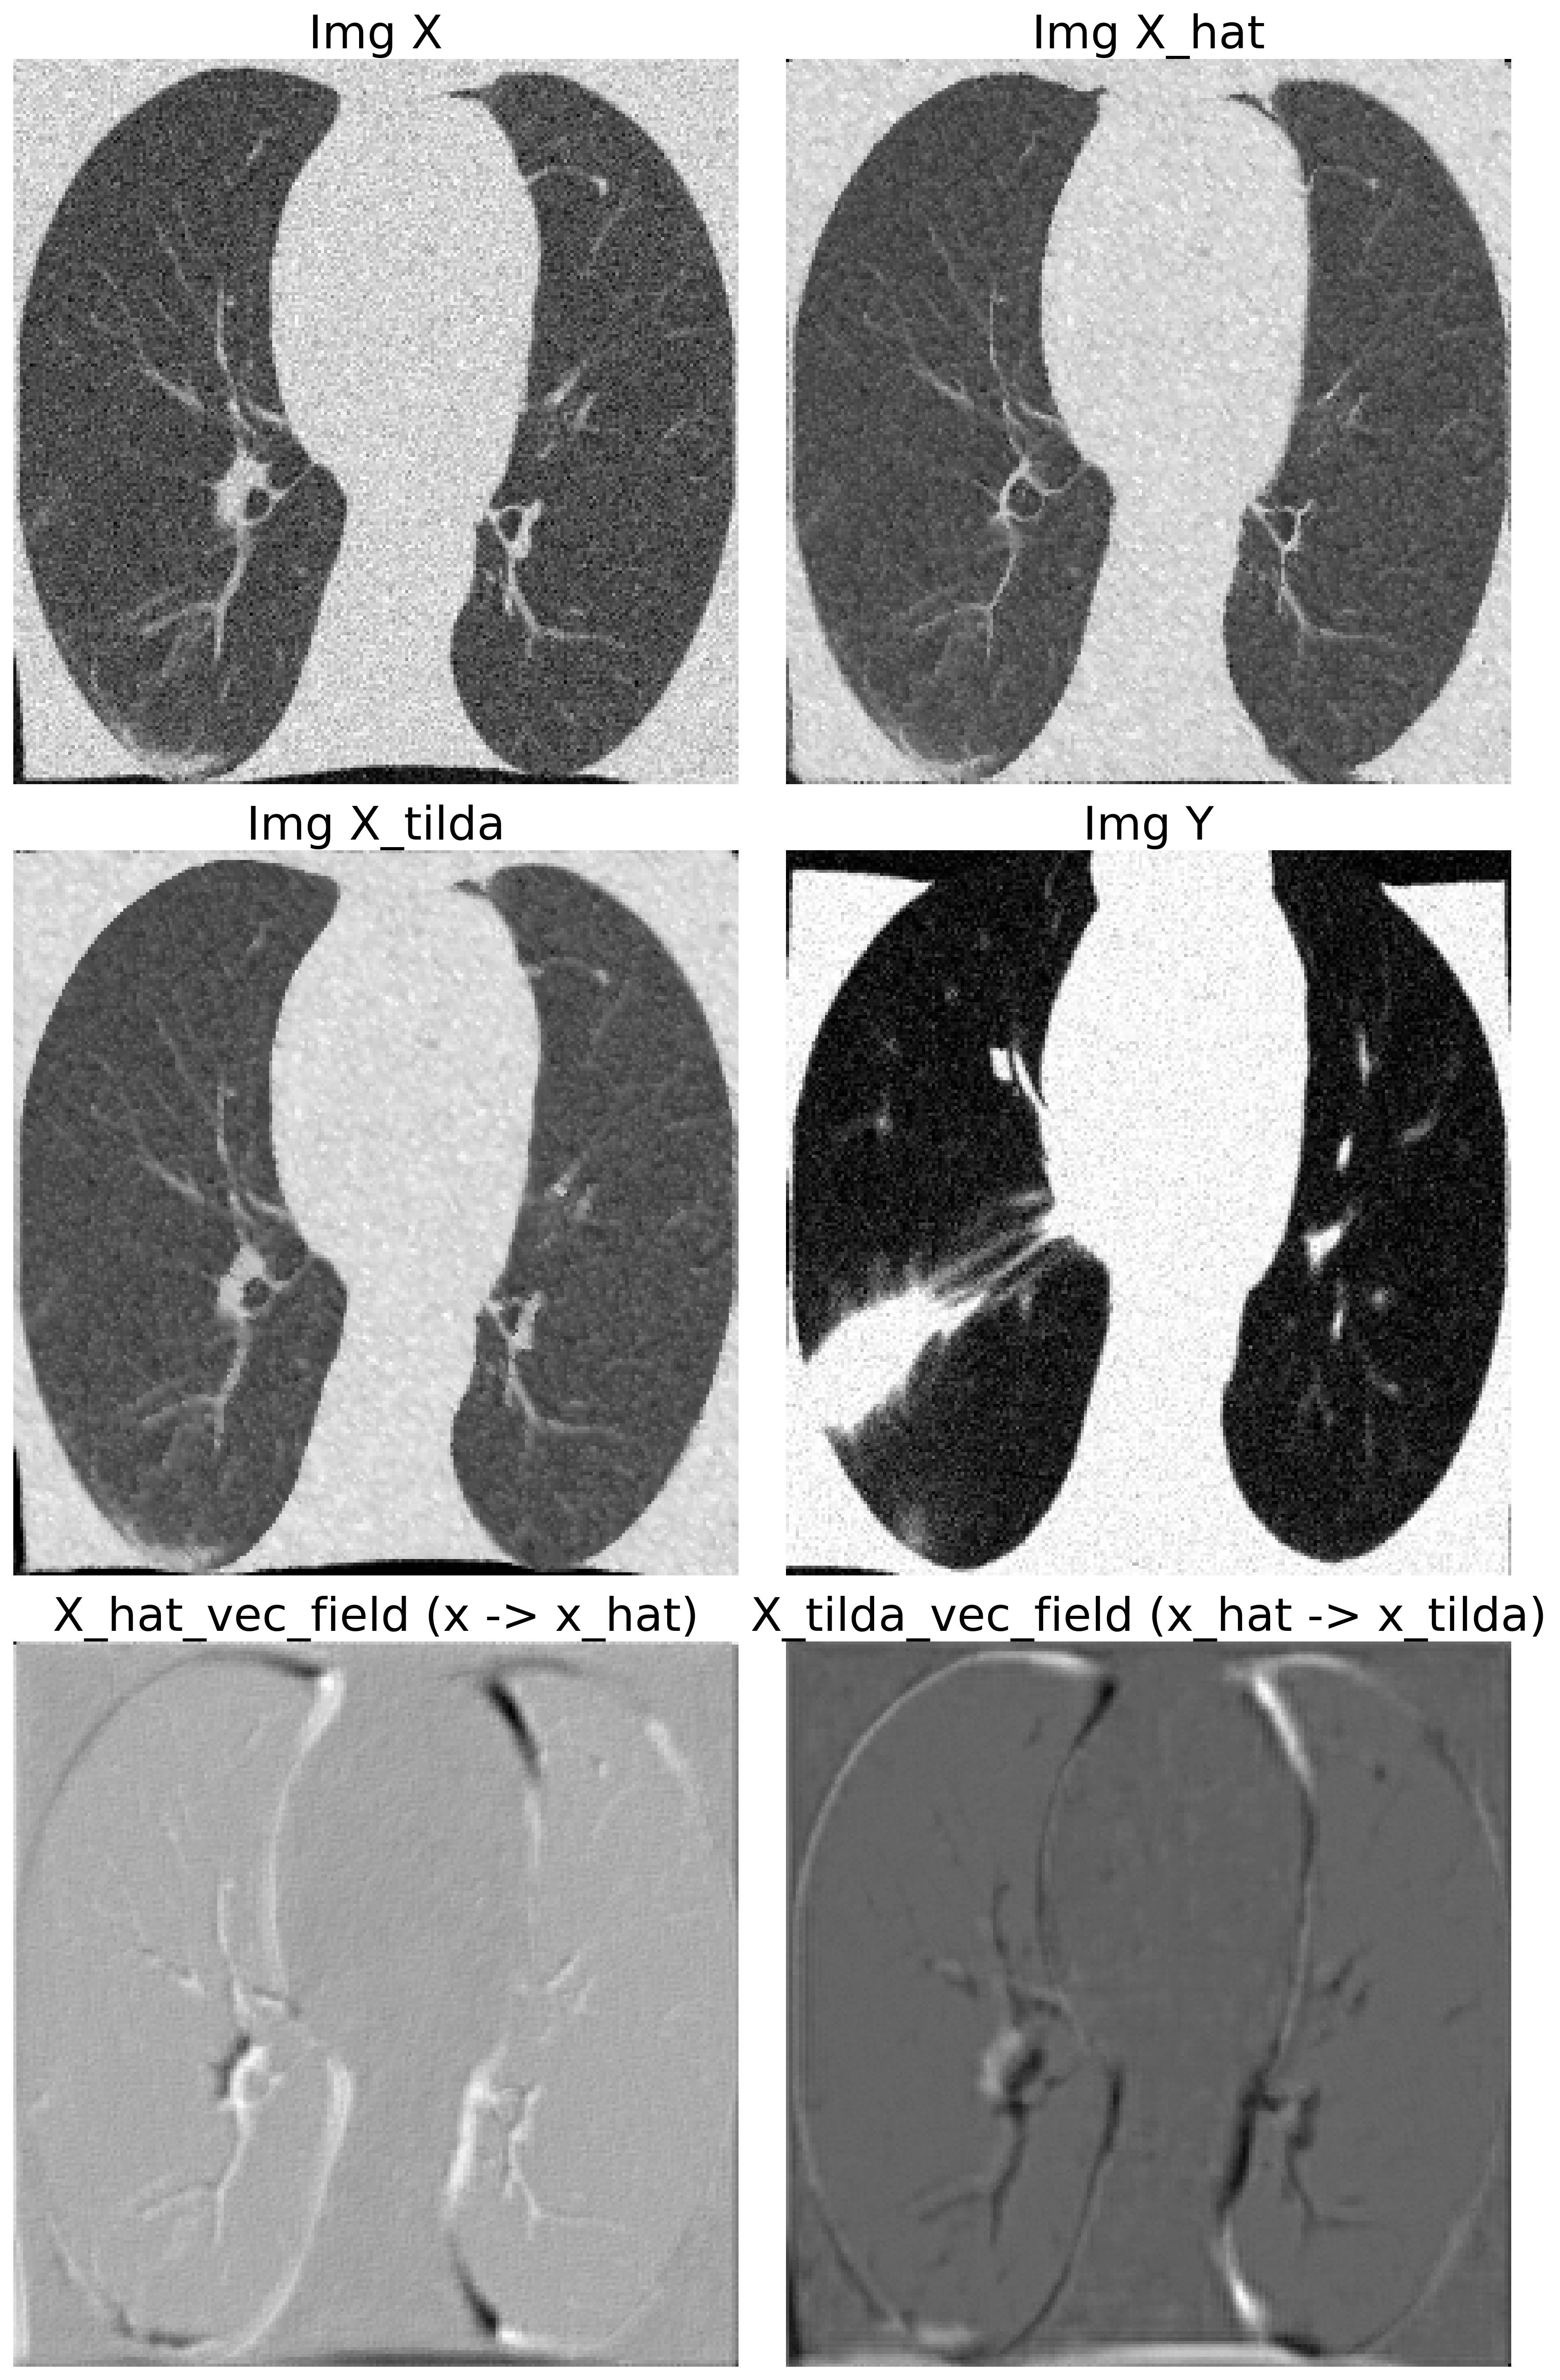 Img X
Img X_hat
Img X_tilda
Img Y
X_hat_vec_field (x -> x_hat)
X_tilda_vec_field (x_hat -> x_tilda)